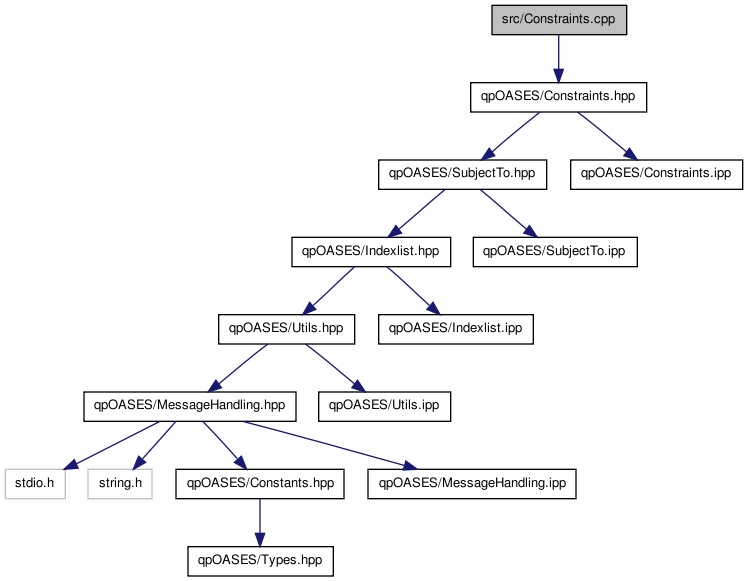 src/Constraints.cpp
qpOASES/Constraints.hpp
qpOASES/SubjectTo.hpp
qpOASES/Constraints.ipp
qpOASES/Indexlist.hpp
qpOASES/SubjectTo.ipp
qpOASES/Utils.hpp
qpOASES/Indexlist.ipp
qpOASES/MessageHandling.hpp
qpOASES/Utils.ipp
stdio.h
string.h
qpOASES/Constants.hpp
qpOASES/MessageHandling.ipp
qpOASES/Types.hpp